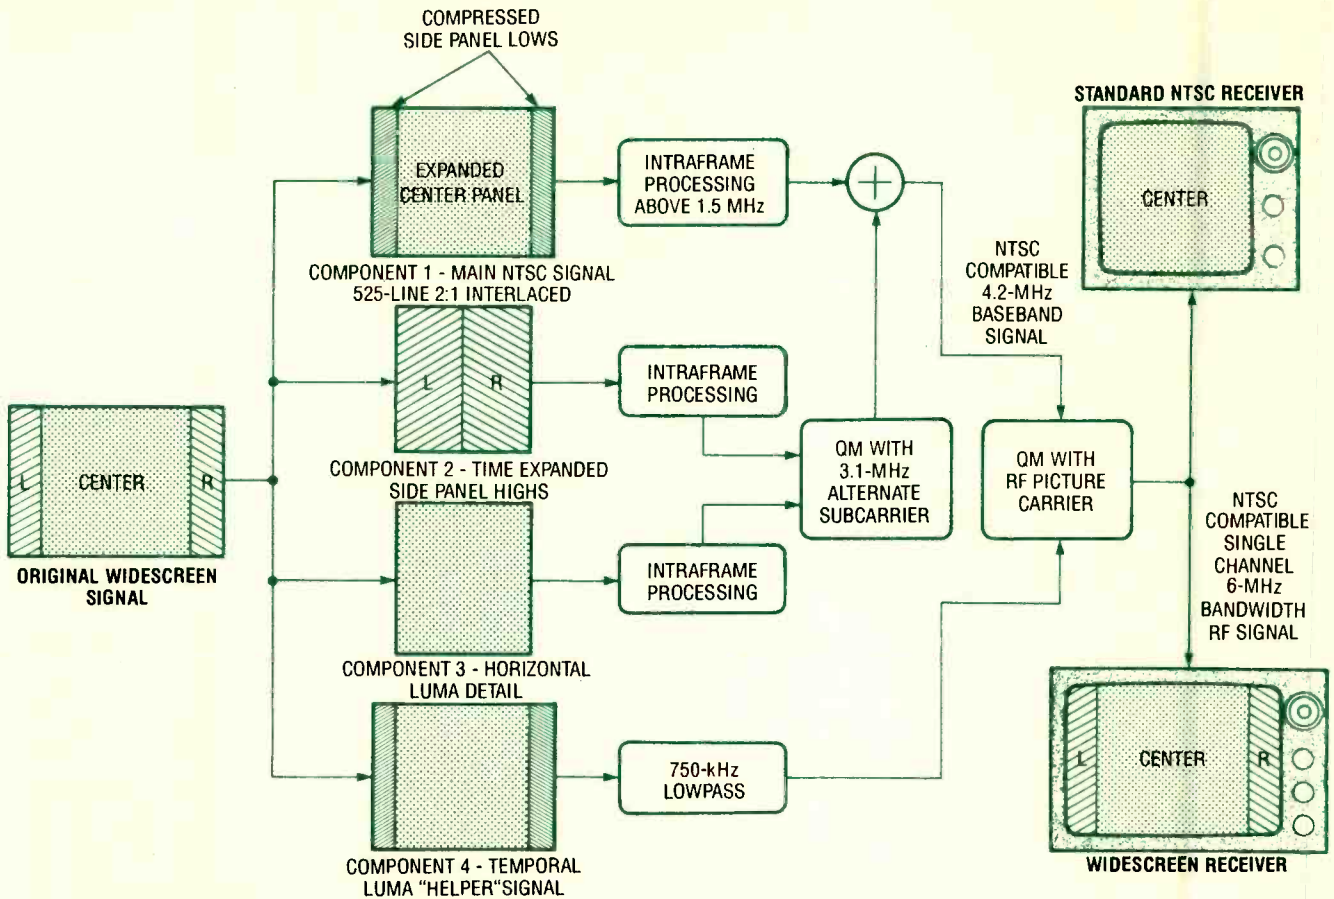 COMPRESSED
SIDE PANEL LOWS
EXPANDED
CENTER PANEL
COMPONENT 1 - MAIN NTSC SIGNAL
525-LINE 2:1 INTERLACED
INTRAFRAME
PROCESSING
ABOVE 1.5 MHz
+
L
R
COMPONENT 2 - TIME EXPANDED
SIDE PANEL HIGHS
INTRAFRAME
PROCESSING
L
CENTER
R
ORIGINAL WIDESCREEN
SIGNAL
QM WITH
3.1-MHz
ALTERNATE
SUBCARRIER
COMPONENT 3 - HORIZONTAL
LUMA DETAIL
INTRAFRAME
PROCESSING
COMPONENT 4 - TEMPORAL
LUMA "HELPER"SIGNAL
750-kHz
LOWPASS
NTSC
COMPATIBLE
4.2-MHz
BASEBAND
SIGNAL
QM WITH
RF PICTURE
CARRIER
STANDARD NTSC RECEIVER
CENTER
NTSC
COMPATIBLE
SINGLE
CHANNEL
6-MHz
BANDWIDTH
RF SIGNAL
L
CENTER
R
WIDESCREEN RECEIVER